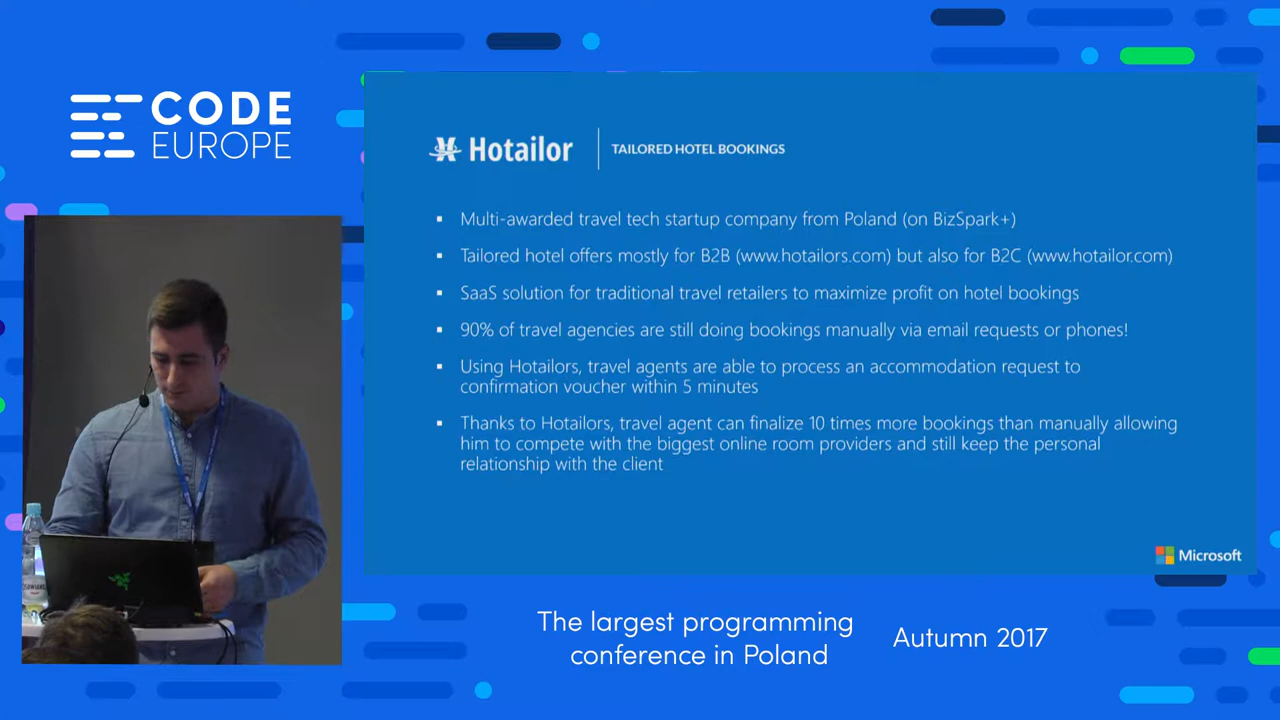 CODE
EUROPE
Hotailor
TAILORED HOTEL BOOKINGS
▪ Multi-awarded travel tech startup company from Poland (on BizSpark+)
▪ Tailored hotel offers mostly for B2B (www.hotailors.com) but also for B2C (www.hotailor.com)
▪ SaaS solution for traditional travel retailers to maximize profit on hotel bookings
▪ 90% of travel agencies are still doing bookings manually via email requests or phones!
▪ Using Hotailors, travel agents are able to process an accommodation request to
confirmation voucher within 5 minutes
▪ Thanks to Hotailors, travel agent can finalize 10 times more bookings than manually allowing
him to compete with the biggest online room providers and still keep the personal
relationship with the client
Microsoft
The largest programming
conference in Poland
Autumn 2017